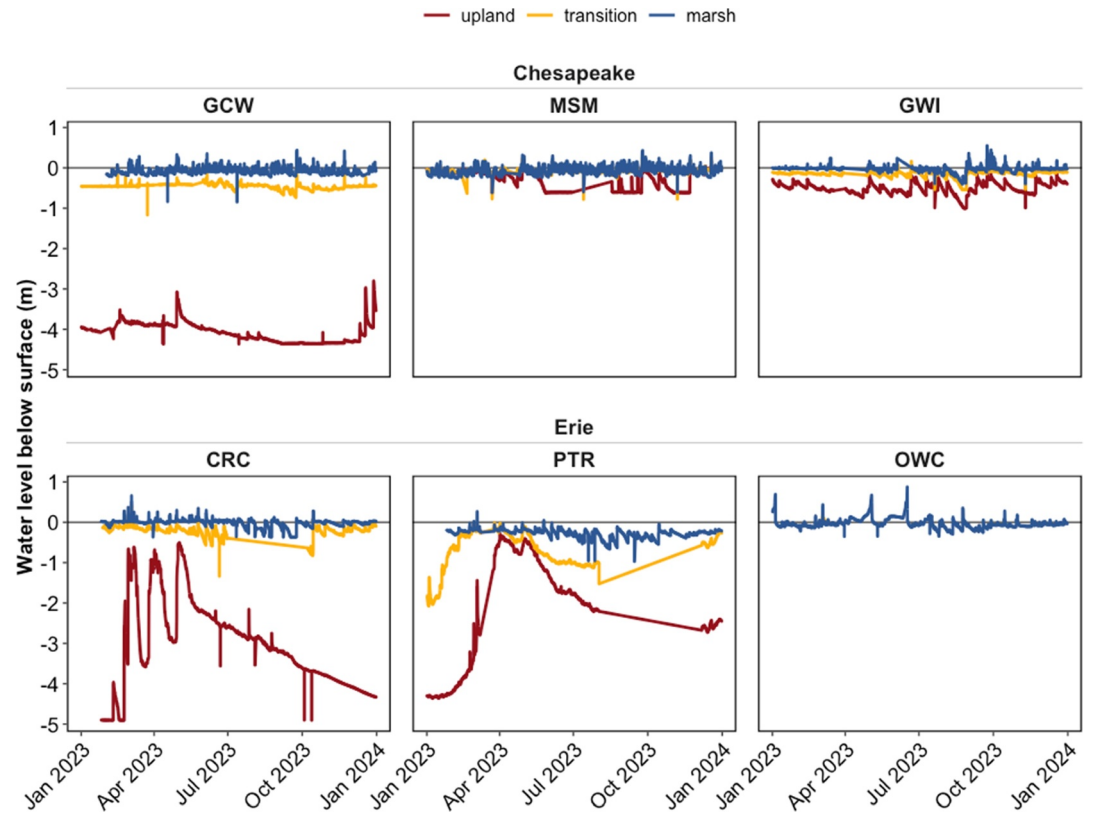 upland transition marsh
Chesapeake
GCW MSM GWI
1
0
-1
-2
-3
-4
-5
Water level below surface (m)
Erie
CRC PTR OWC
1
0
-1
-2
-3
-4
-5
Jan 2023 Apr 2023 Jul 2023 Oct 2023 Jan 2024 Jan 2023 Apr 2023 Jul 2023 Oct 2023 Jan 2024 Jan 2023 Apr 2023 Jul 2023 Oct 2023 Jan 2024